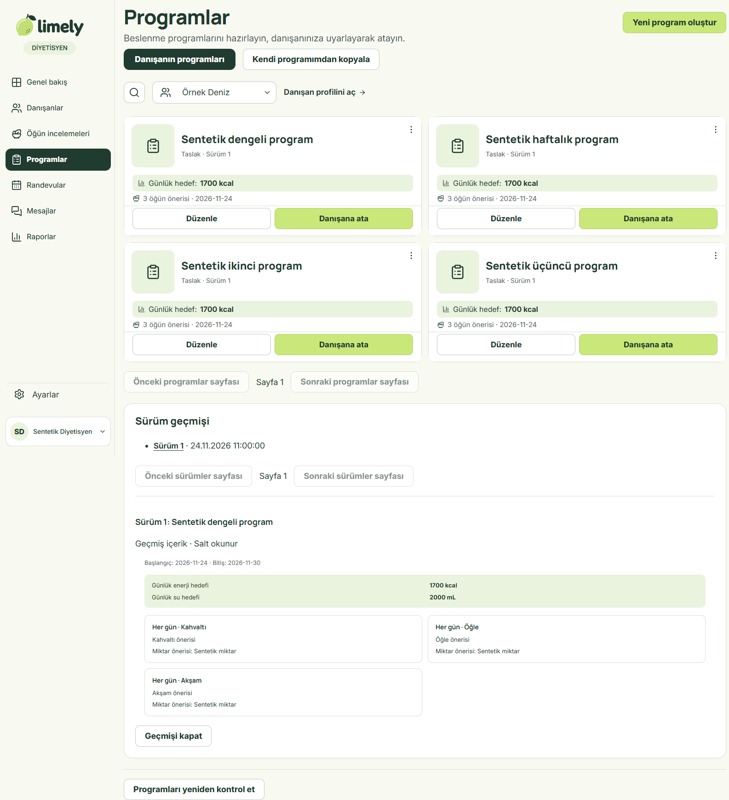 limely
DİYETİSYEN
Genel bakış
Danışanlar
Öğün incelemeleri
Programlar
Randevular
Mesajlar
Raporlar
Ayarlar
SD Sentetik Diyetisyen
Programlar
Beslenme programlarını hazırlayın, danışanınıza uyarlayarak atayın.
Yeni program oluştur
Danışanın programları
Kendi programımdan kopyala
Örnek Deniz
Danışan profilini aç →
Sentetik dengeli program
Taslak · Sürüm 1
Günlük hedef: 1700 kcal
3 öğün önerisi · 2026-11-24
Düzenle
Danışana ata
Sentetik haftalık program
Taslak · Sürüm 1
Günlük hedef: 1700 kcal
3 öğün önerisi · 2026-11-24
Düzenle
Danışana ata
Sentetik ikinci program
Taslak · Sürüm 1
Günlük hedef: 1700 kcal
3 öğün önerisi · 2026-11-24
Düzenle
Danışana ata
Sentetik üçüncü program
Taslak · Sürüm 1
Günlük hedef: 1700 kcal
3 öğün önerisi · 2026-11-24
Düzenle
Danışana ata
Önceki programlar sayfası
Sayfa 1
Sonraki programlar sayfası
Sürüm geçmişi
• Sürüm 1 · 24.11.2026 11:00:00
Önceki sürümler sayfası
Sayfa 1
Sonraki sürümler sayfası
Sürüm 1: Sentetik dengeli program
Geçmiş içerik · Salt okunur
Başlangıç: 2026-11-24 · Bitiş: 2026-11-30
Günlük enerji hedefi 1700 kcal
Günlük su hedefi 2000 mL
Her gün · Kahvaltı
Kahvaltı önerisi
Miktar önerisi: Sentetik miktar
Her gün · Öğle
Öğle önerisi
Miktar önerisi: Sentetik miktar
Her gün · Akşam
Akşam önerisi
Miktar önerisi: Sentetik miktar
Geçmişi kapat
Programları yeniden kontrol et